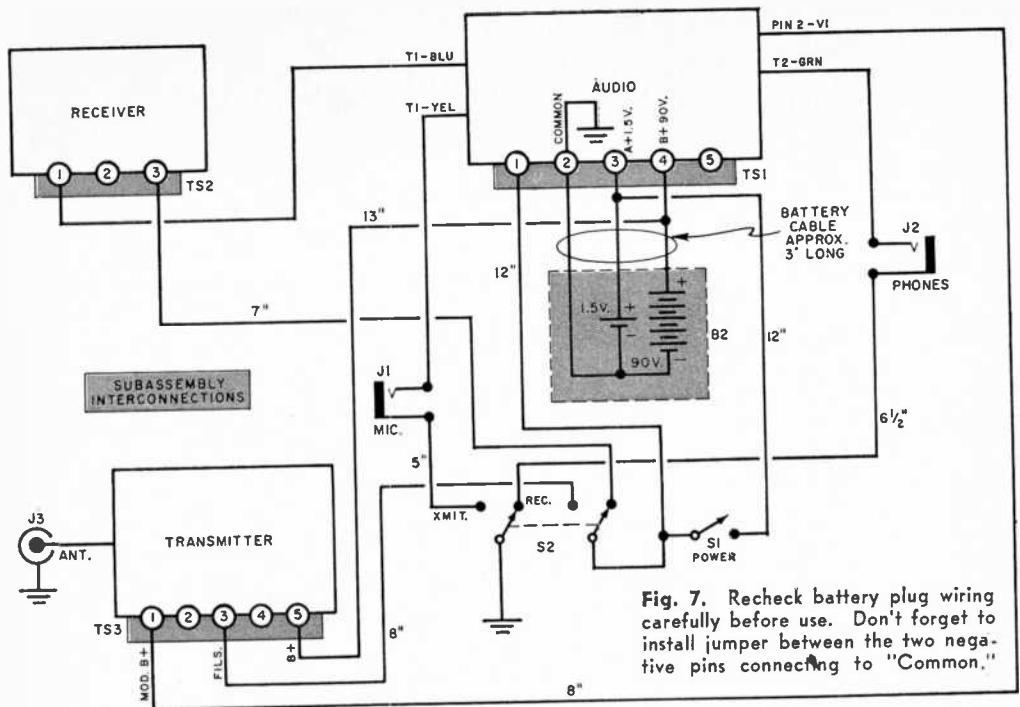 PIN 2-V1
T1-BLU
T2-GRN
RECEIVER
AUDIO
T1-YEL
COMMON
A+1.5V.
B+ 90V.
1
2
3
4
5
TS1
1
2
3
TS2
13"
BATTERY
CABLE
APPROX.
3" LONG
J2
PHONES
12"
7"
1.5V.
+
-
+
-
B2
90V.
12"
SUBASSEMBLY
INTERCONNECTIONS
J1
MIC.
6 1/2"
5"
XMIT.
REC.
S2
S1
POWER
J3
ANT.
TRANSMITTER
1
2
3
4
5
TS3
MOD. B+
FILS.
B+
8"
8"
Fig. 7. Recheck battery plug wiring
carefully before use. Don't forget to
install jumper between the two nega-
tive pins connecting to "Common."